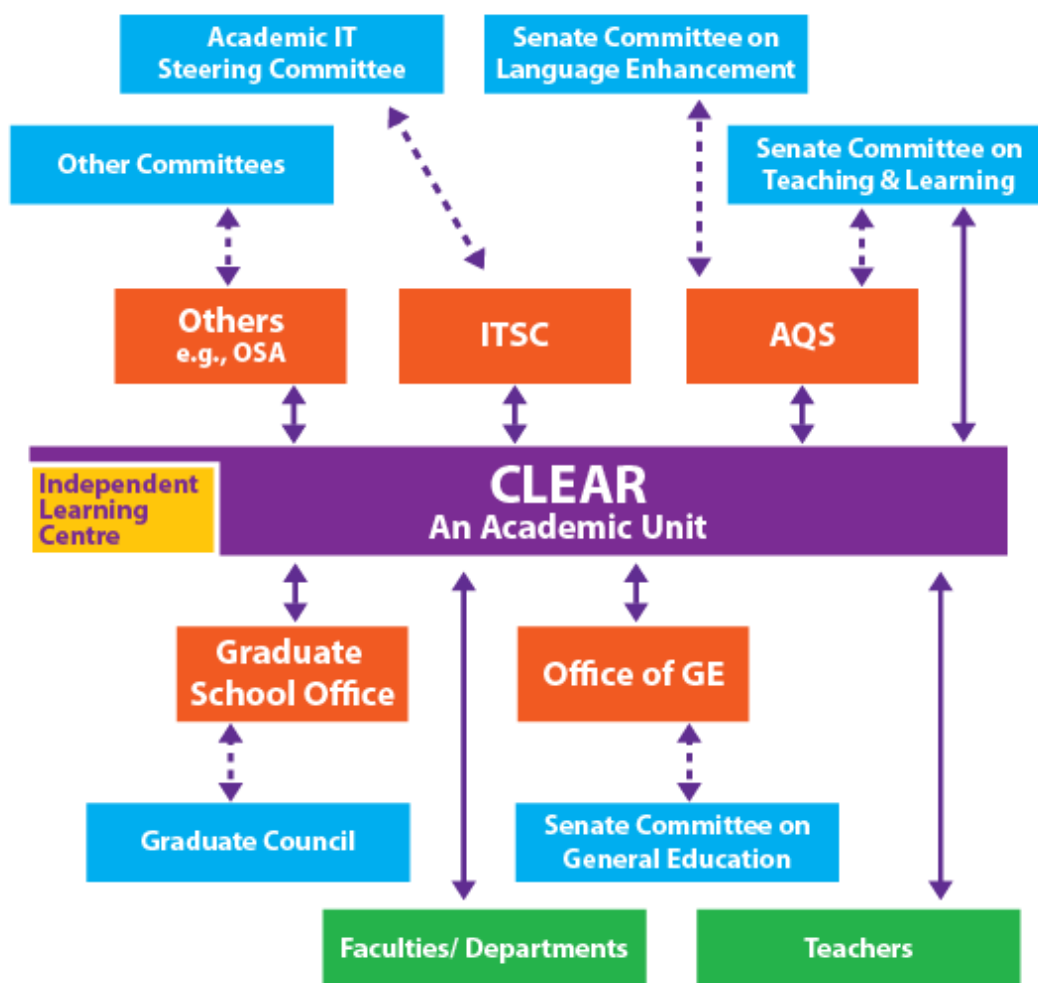 Academic IT
Steering Committee
Senate Committee on
Language Enhancement
Other Committees
Senate Committee on
Teaching & Learning
Others
e.g., OSA
ITSC
AQS
CLEAR
An Academic Unit
Independent
Learning
Centre
Graduate
School Office
Office of GE
Graduate Council
Senate Committee on
General Education
Faculties/ Departments
Teachers